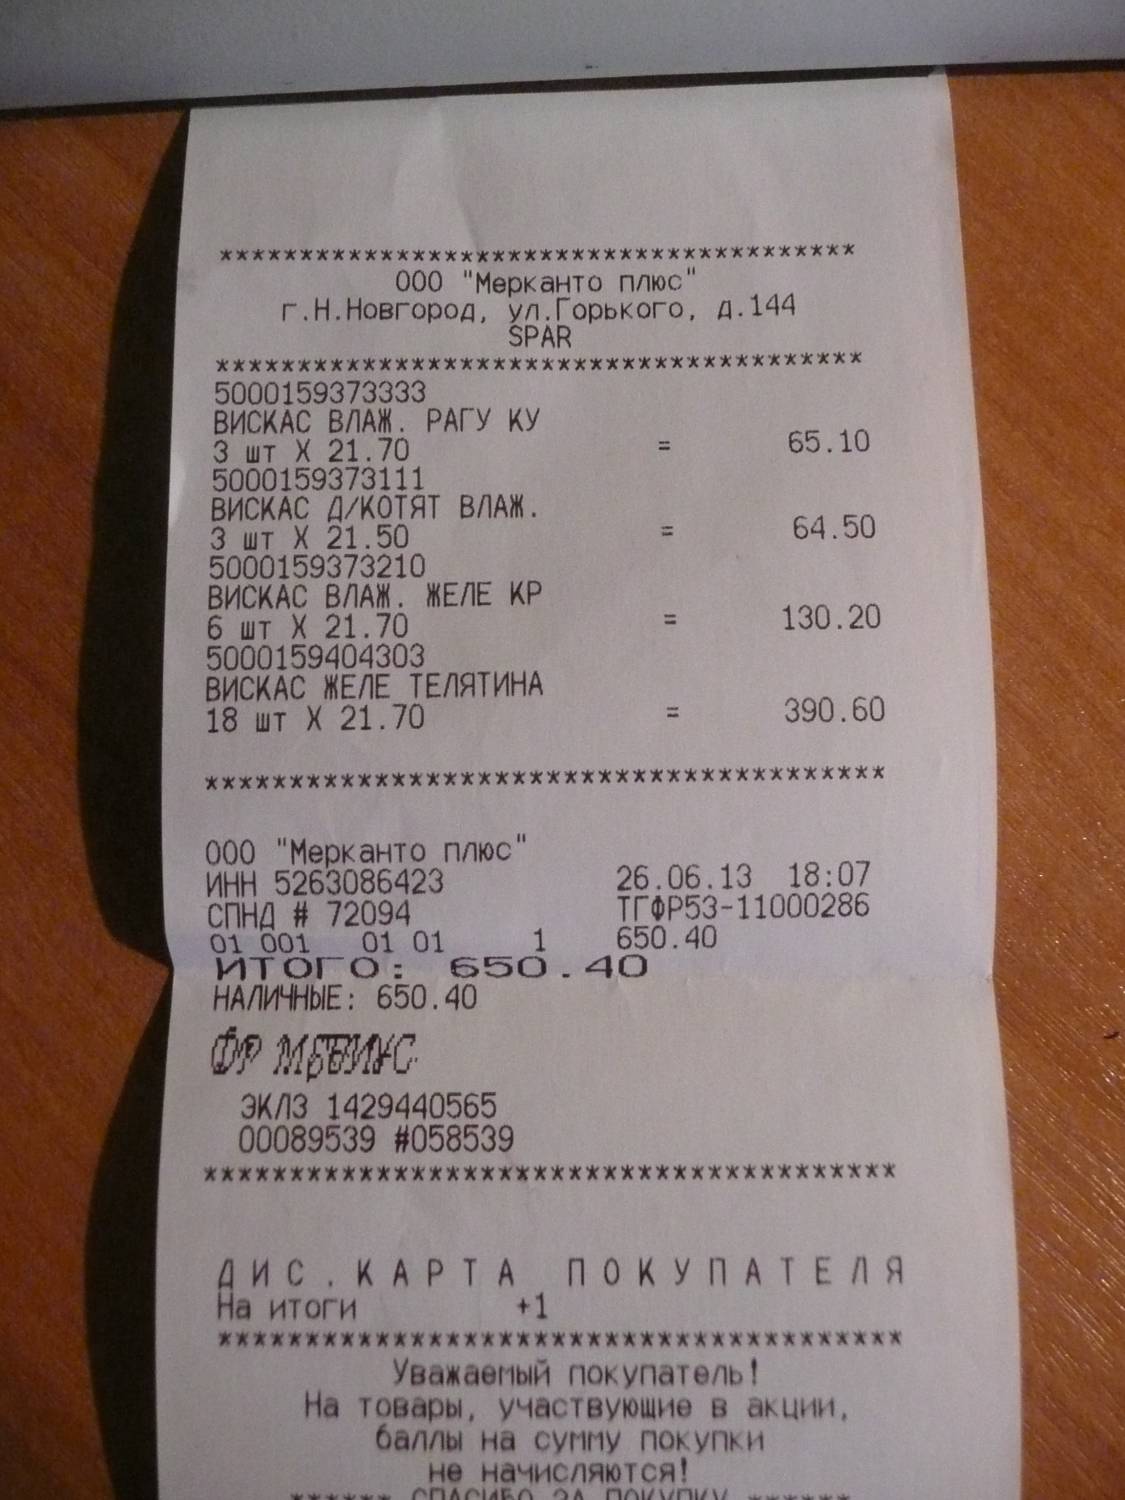 ****************************************
ООО "Мерканто плюс"
г.Н.Новгород, ул.Горького, д.144
SPAR
****************************************
5000159373333
ВИСКАС ВЛАЖ. РАГУ КУ
3 шт X 21.70 = 65.10
5000159373111
ВИСКАС Д/КОТЯТ ВЛАЖ.
3 шт X 21.50 = 64.50
5000159373210
ВИСКАС ВЛАЖ. ЖЕЛЕ КР
6 шт X 21.70 = 130.20
5000159404303
ВИСКАС ЖЕЛЕ ТЕЛЯТИНА
18 шт X 21.70 = 390.60
****************************************
ООО "Мерканто плюс"
ИНН 5263086423 26.06.13 18:07
СПНД # 72094 ТГФР53-11000286
01 001 01 01 1 650.40
ИТОГО: 650.40
НАЛИЧНЫЕ: 650.40
ФР
ЭКЛЗ 1429440565
00089539 #058539
****************************************
ДИС.КАРТА ПОКУПАТЕЛЯ
На итоги +1
****************************************
Уважаемый покупатель!
На товары, участвующие в акции,
баллы на сумму покупки
не начисляются!
****** СПАСИБО ЗА ПОКУПКУ ******